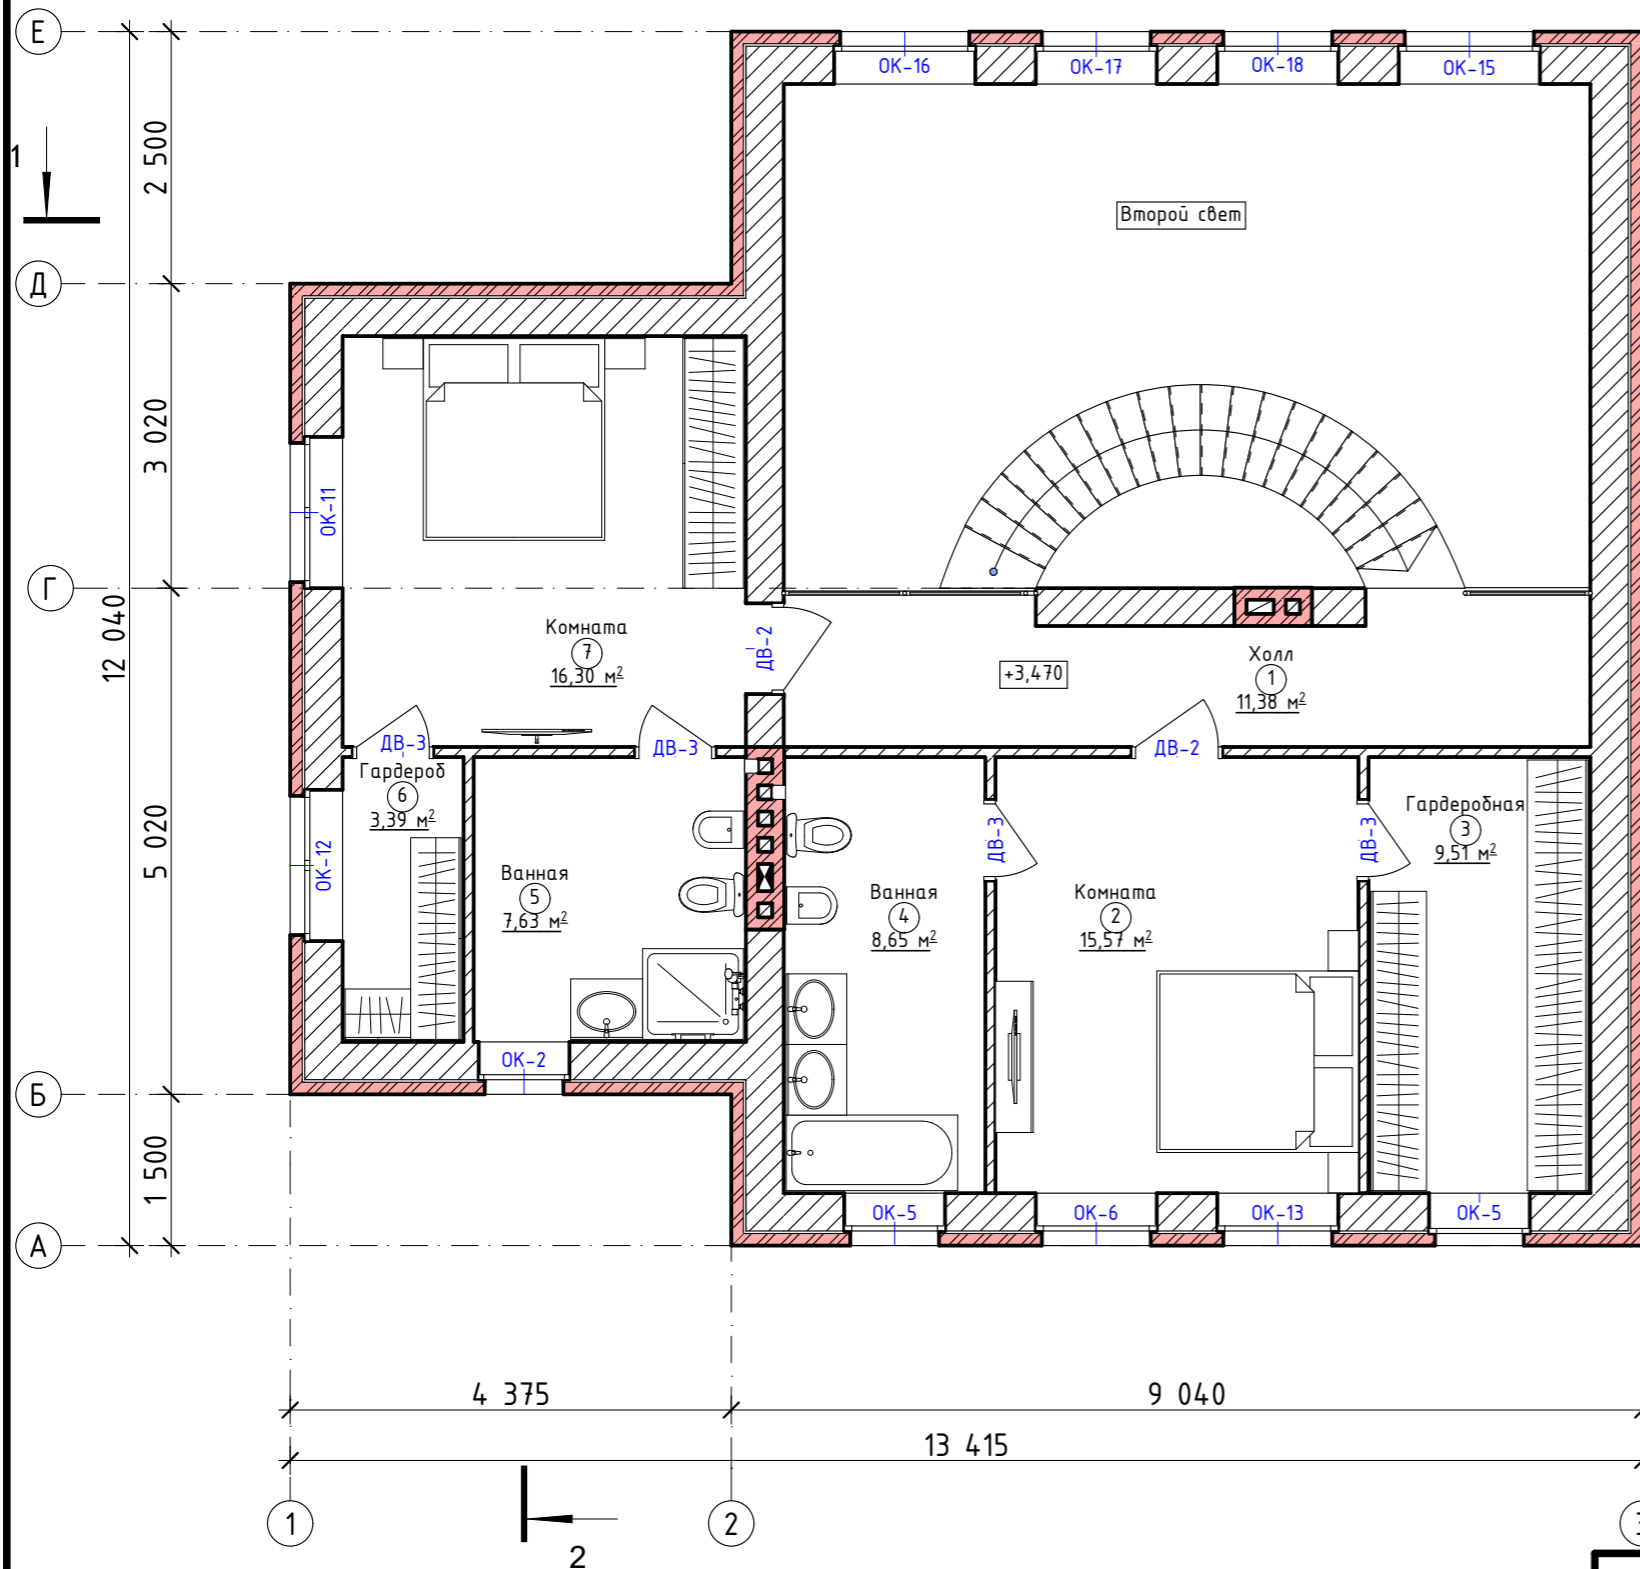 Е
ОК-16
ОК-17
ОК-18
ОК-15
2 500
1
Второй свет
Д
3 020
ОК-11
Г
12 040
Комната
7
16,30 м²
ДВ-2
+3,470
Холл
1
11,38 м²
ДВ-3
ДВ-3
ДВ-2
Гардероб
6
3,39 м²
5 020
ОК-12
Ванная
5
7,63 м²
ДВ-3
ДВ-3
Гардеробная
3
9,51 м²
Ванная
4
8,65 м²
Комната
2
15,57 м²
ОК-2
Б
1 500
ОК-5
ОК-6
ОК-13
ОК-5
А
4 375
9 040
13 415
1
2
2